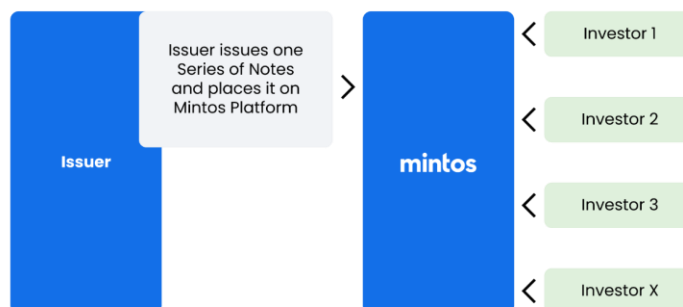 Issuer
Issuer issues one
Series of Notes
and places it on
Mintos Platform
mintos
Investor 1
Investor 2
Investor 3
Investor X